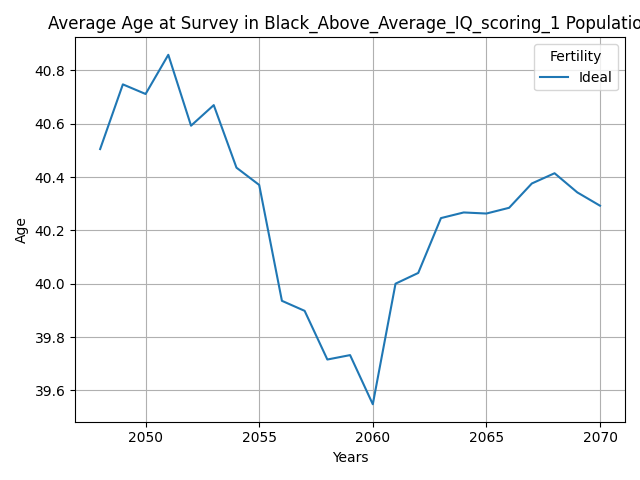 Average Age at Survey in Black_Above_Average_IQ_scoring_1 Populatio
Fertility
Ideal
40.8
40.6
40.4
40.2
40.0
39.8
39.6
Age
2050 2055 2060 2065 2070
Years